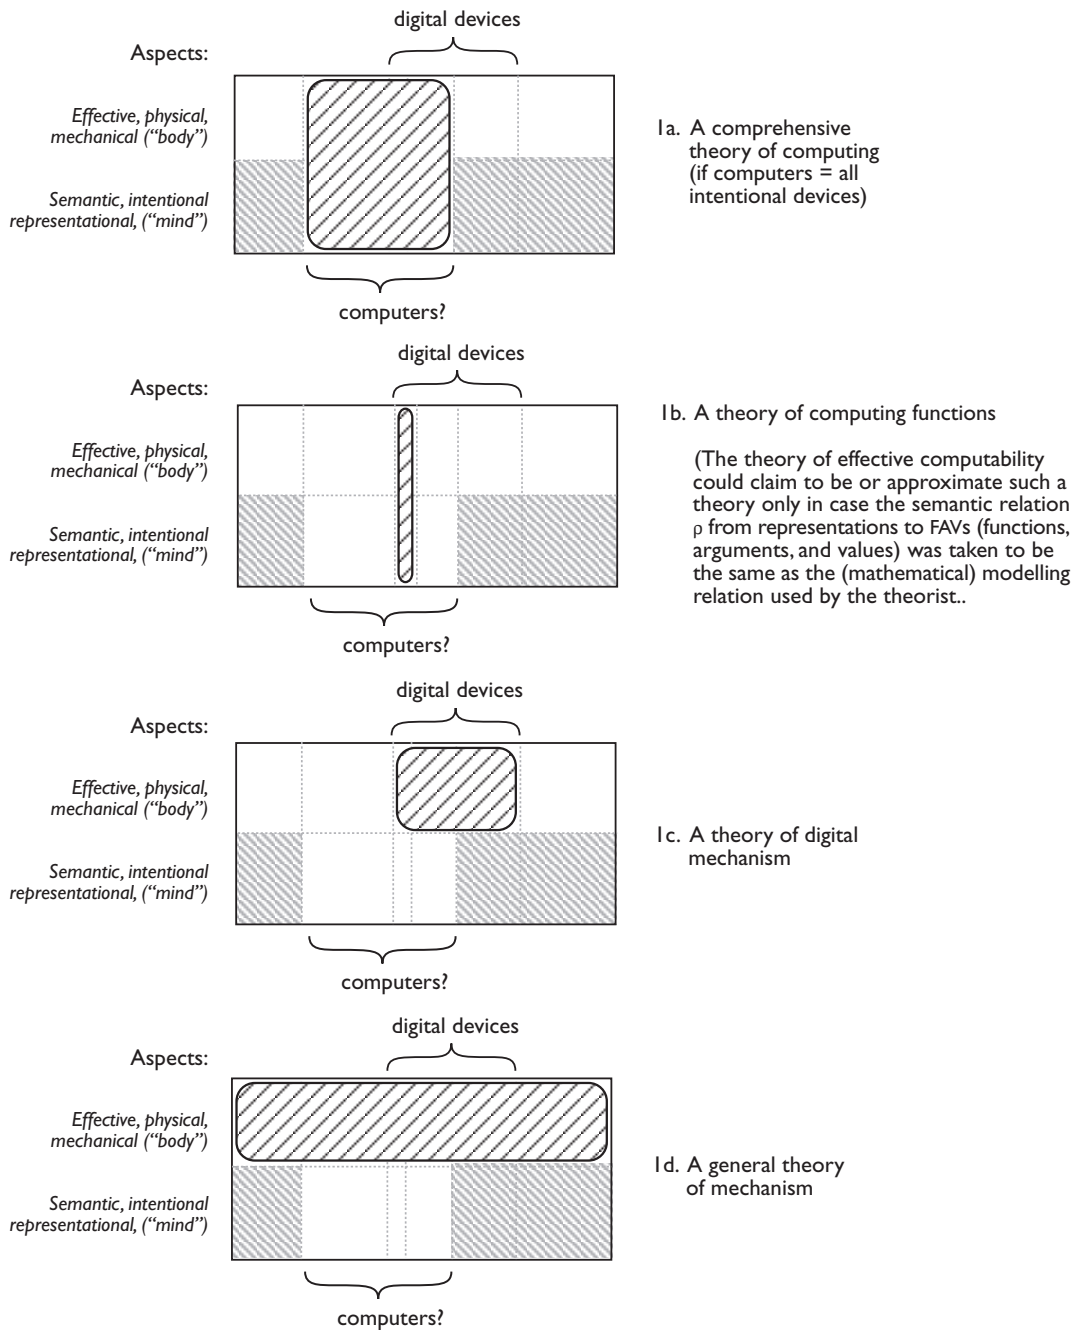 digital devices
Aspects:
Effective, physical,
mechanical (“body”)
Semantic, intentional
representational, (“mind”)
computers?
1a. A comprehensive
theory of computing
(if computers = all
intentional devices)
digital devices
Aspects:
Effective, physical,
mechanical (“body”)
Semantic, intentional
representational, (“mind”)
computers?
1b. A theory of computing functions
(The theory of effective computability
could claim to be or approximate such a
theory only in case the semantic relation
ρ from representations to FAVs (functions,
arguments, and values) was taken to be
the same as the (mathematical) modelling
relation used by the theorist..
digital devices
Aspects:
Effective, physical,
mechanical (“body”)
Semantic, intentional
representational, (“mind”)
computers?
1c. A theory of digital
mechanism
digital devices
Aspects:
Effective, physical,
mechanical (“body”)
Semantic, intentional
representational, (“mind”)
computers?
1d. A general theory
of mechanism